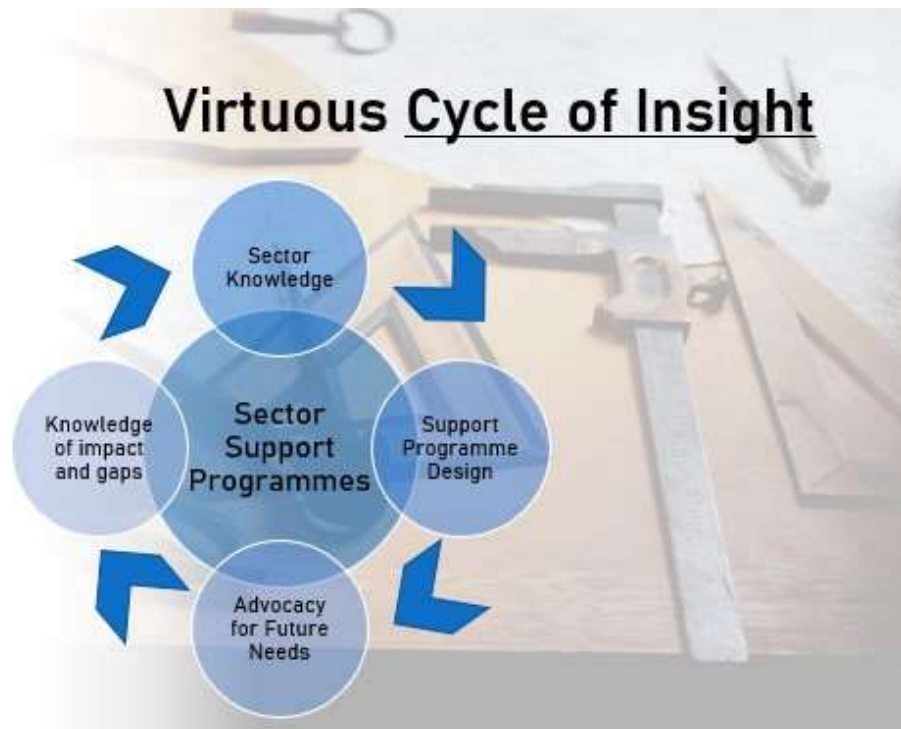 Virtuous Cycle of Insight
Sector
Knowledge
Knowledge
of impact
and gaps
Sector
Support
Programmes
Support
Programme
Design
Advocacy
for Future
Needs